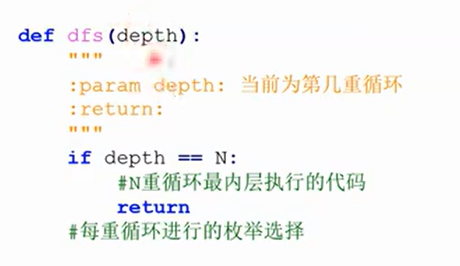 def dfs(depth):
    """
    :param depth: 当前为第几重循环
    :return:
    """
    if depth == N:
        #N重循环最内层执行的代码
        return
    #每重循环进行的枚举选择